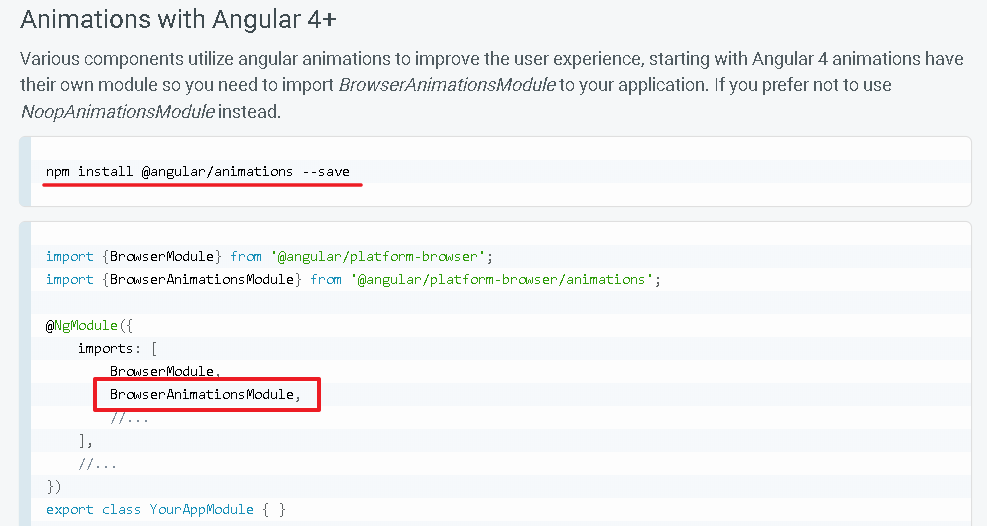 Animations with Angular 4+
Various components utilize angular animations to improve the user experience, starting with Angular 4 animations have
their own module so you need to import BrowserAnimationsModule to your application. If you prefer not to use
NoopAnimationsModule instead.
npm install @angular/animations --save
import {BrowserModule} from '@angular/platform-browser';
import {BrowserAnimationsModule} from '@angular/platform-browser/animations';
@NgModule({
    imports: [
        BrowserModule,
        BrowserAnimationsModule,
        //...
    ],
    //...
})
export class YourAppModule { }